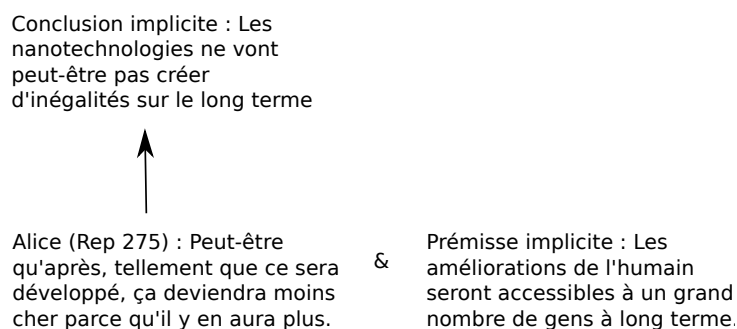 Conclusion implicite : Les
nanotechnologies ne vont
peut-être pas créer
d'inégalités sur le long terme
Alice (Rep 275) : Peut-être
qu'après, tellement que ce sera
développé, ça deviendra moins
cher parce qu'il y en aura plus.
&
Prémisse implicite : Les
améliorations de l'humain
seront accessibles à un grand
nombre de gens à long terme.